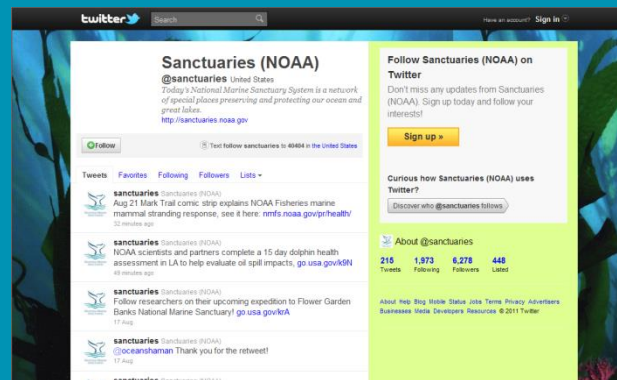 twitter
Search
Have an account? Sign in
Sanctuaries (NOAA)
@sanctuaries United States
Today's National Marine Sanctuary System is a network
of special places preserving and protecting our ocean and
great lakes.
http://sanctuaries.noaa.gov
Follow
Text follow sanctuaries to 40404 in the United States
Tweets Favorites Following Followers Lists
sanctuaries Sanctuaries (NOAA)
Aug 21 Mark Trail comic strip explains NOAA Fisheries marine
mammal stranding response, see it here: nmfs.noaa.gov/pr/health/
32 minutes ago
sanctuaries Sanctuaries (NOAA)
NOAA scientists and partners complete a 15 day dolphin health
assessment in LA to help evaluate oil spill impacts, go.usa.gov/k9N
49 minutes ago
sanctuaries Sanctuaries (NOAA)
Follow researchers on their upcoming expedition to Flower Garden
Banks National Marine Sanctuary! go.usa.gov/krA
17 Aug
sanctuaries Sanctuaries (NOAA)
@oceanshaman Thank you for the retweet!
17 Aug
sanctuaries Sanctuaries (NOAA)
Follow Sanctuaries (NOAA) on
Twitter
Don't miss any updates from Sanctuaries
(NOAA). Sign up today and follow your
interests!
Sign up »
Curious how Sanctuaries (NOAA) uses
Twitter?
Discover who @sanctuaries follows
About @sanctuaries
215 1,973 6,278 448
Tweets Following Followers Listed
About Help Blog Mobile Status Jobs Terms Privacy Advertisers
Businesses Media Developers Resources © 2011 Twitter